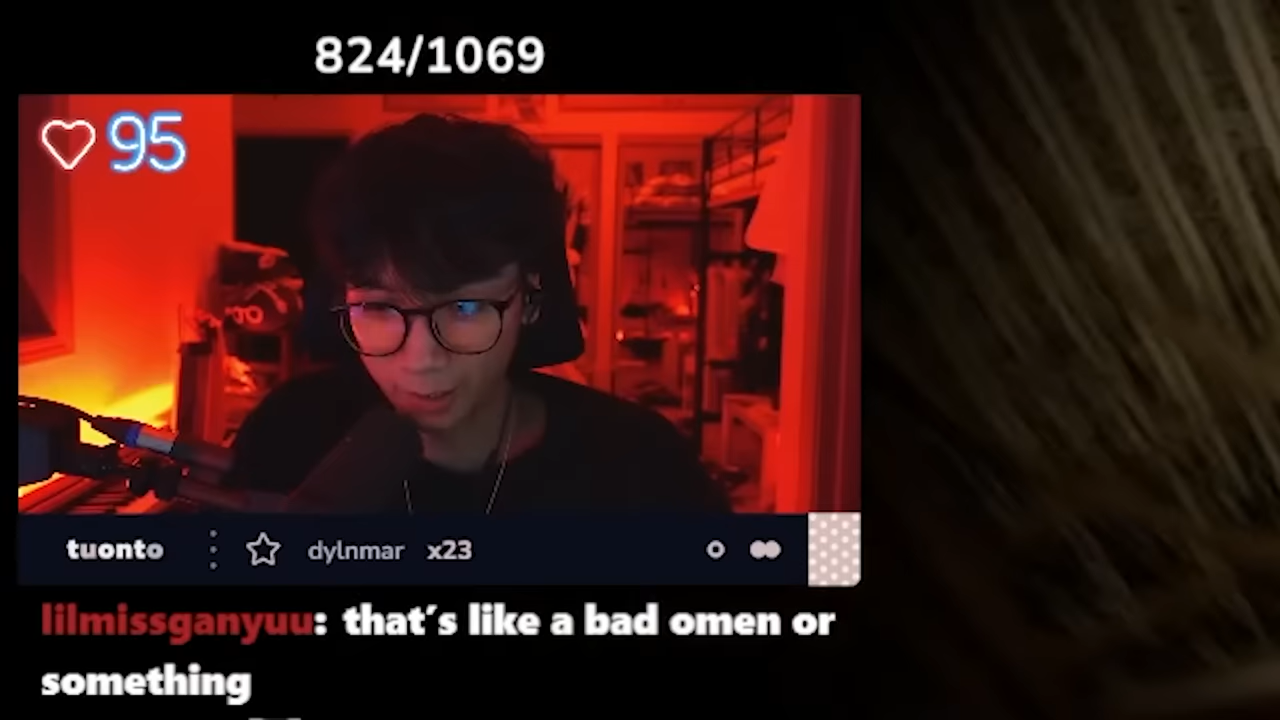 824/1069
95
tuonto
dylnmar x23
lilmissganyuu: that's like a bad omen or
something